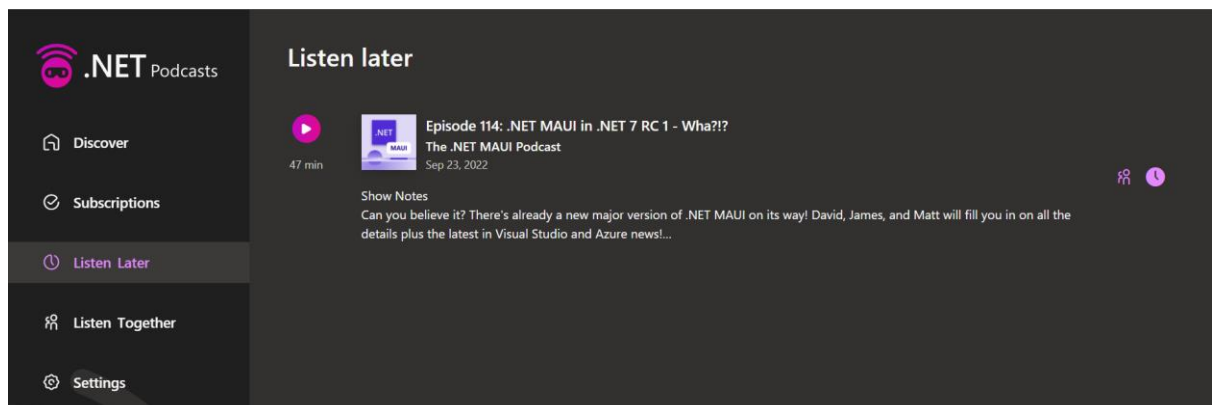 .NET Podcasts
Discover
Subscriptions
Listen Later
Listen Together
Settings
Listen later
47 min
.NET
MAUI
Episode 114: .NET MAUI in .NET 7 RC 1 - Wha?!?
The .NET MAUI Podcast
Sep 23, 2022
Show Notes
Can you believe it? There's already a new major version of .NET MAUI on its way! David, James, and Matt will fill you in on all the
details plus the latest in Visual Studio and Azure news!...